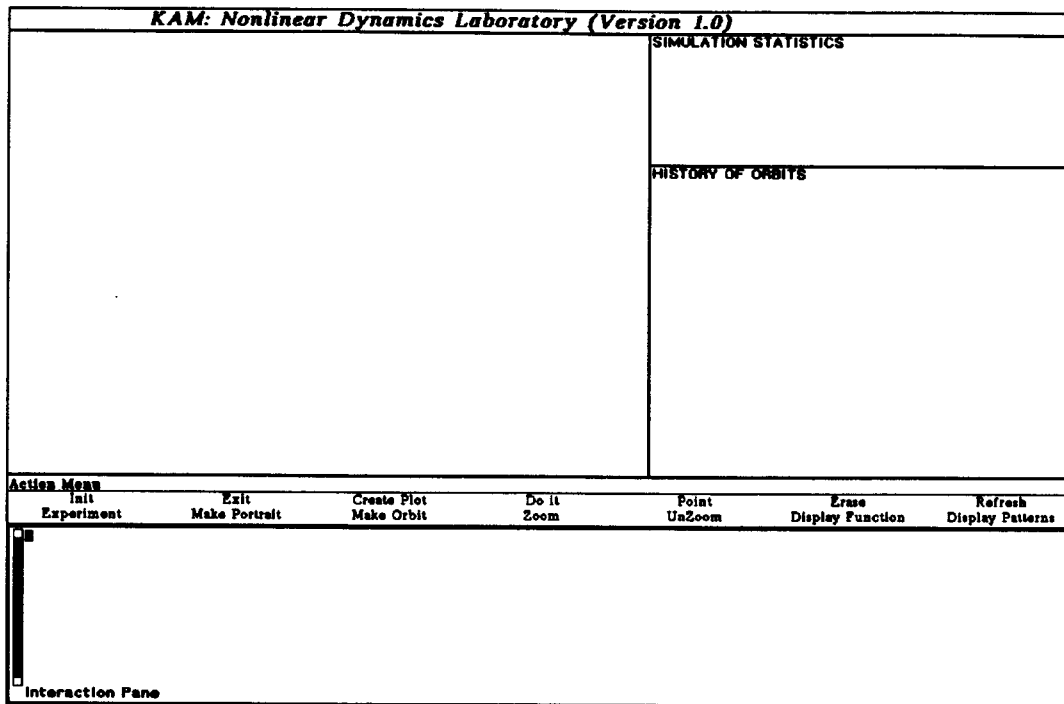 KAM: Nonlinear Dynamics Laboratory (Version 1.0)
SIMULATION STATISTICS
HISTORY OF ORBITS
Action Menu
Init Exit Create Plot Do it Point Erase Refresh
Experiment Make Portrait Make Orbit Zoom UnZoom Display Function Display Patterns
Interaction Pane